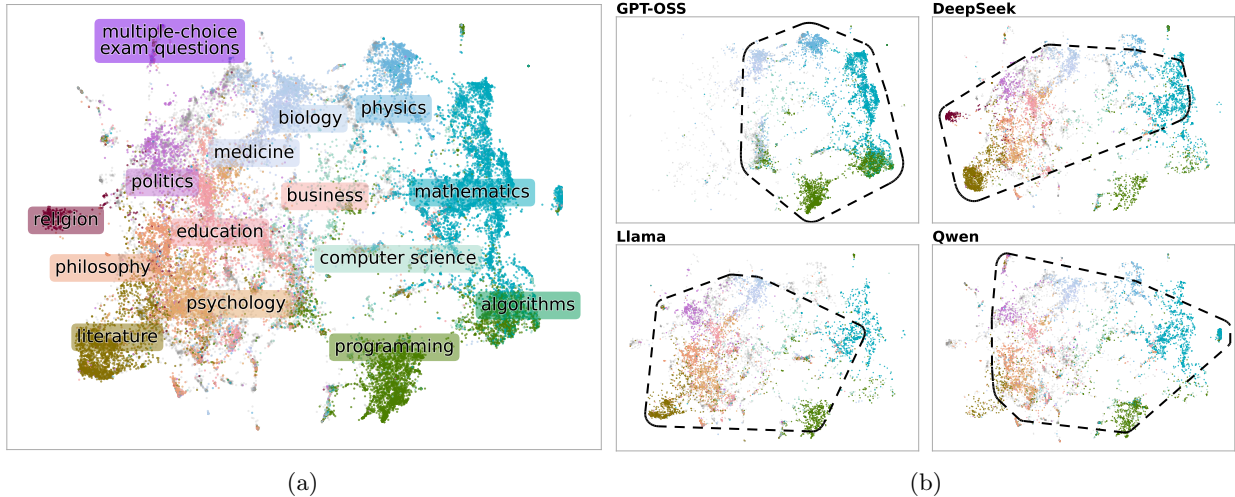 multiple-choice
exam questions
physics
biology
medicine
politics
business
mathematics
religion
education
philosophy
computer science
psychology
algorithms
literature
programming
(a)
GPT-OSS
DeepSeek
Llama
Qwen
(b)